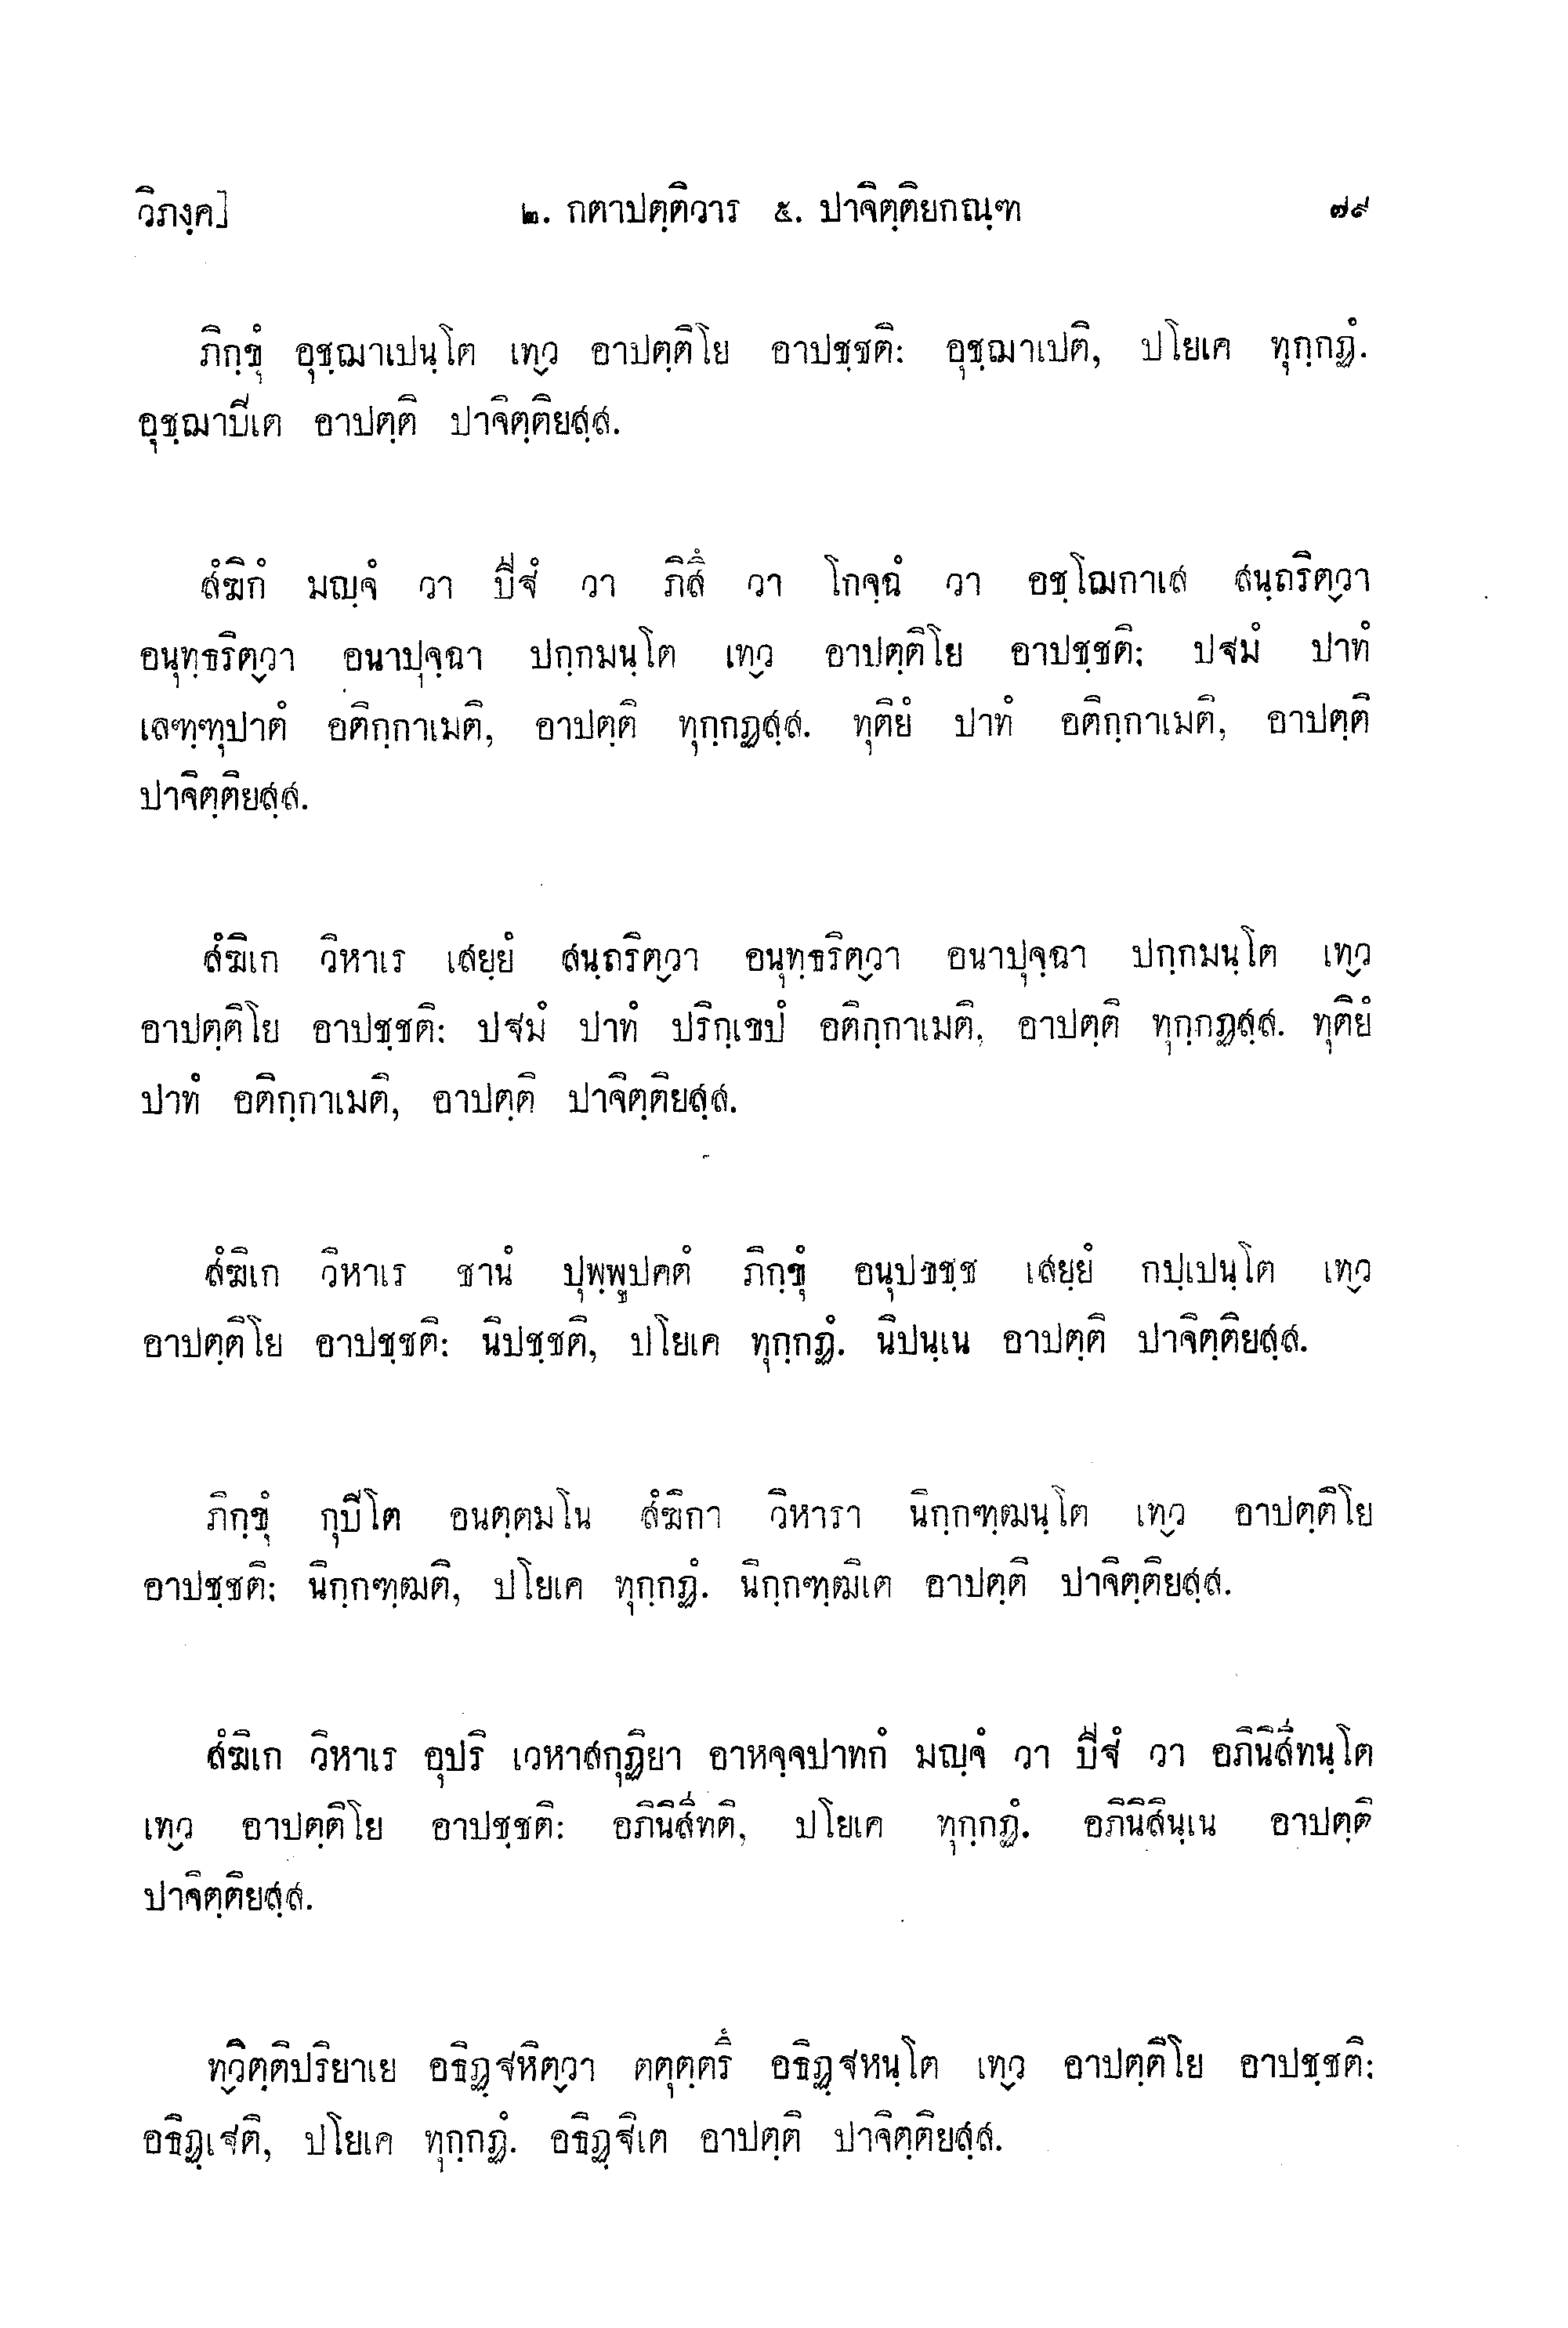 วิภงฺค]	๒. กตาปตฺติวาร ๕. ปาจิตฺติยกณฺฑ	๗๙
ภิกฺขุํ อุชฺฌาเปนฺโต เทฺว อาปตฺติโย อาปชฺชติ: อุชฺฌาเปติ, ปโยเค ทุกฺกฏํ.
อุชฺฌาปิเต อาปตฺติ ปาจิตฺติยสฺส.
สํฆิกํ มญฺจํ วา ปีฐํ วา ภิสึ วา โกจฺฉํ วา อชฺโฌกาเส สนฺถริตฺวา
อนุทฺธริตฺวา อนาปุจฺฉา ปกฺกมนฺโต เทฺว อาปตฺติโย อาปชฺชติ: ปฐมํ ปาทํ
เลฑฺฑุปาตํ อติกฺกาเมติ, อาปตฺติ ทุกฺกฏสฺส. ทุติยํ ปาทํ อติกฺกาเมติ, อาปตฺติ
ปาจิตฺติยสฺส.
สํฆิเก วิหาเร เสยฺยํ สนฺถริตฺวา อนุทฺธริตฺวา อนาปุจฺฉา ปกฺกมนฺโต เทฺว
อาปตฺติโย อาปชฺชติ: ปฐมํ ปาทํ ปริกฺเขปํ อติกฺกาเมติ, อาปตฺติ ทุกฺกฏสฺส. ทุติยํ
ปาทํ อติกฺกาเมติ, อาปตฺติ ปาจิตฺติยสฺส.
สํฆิเก วิหาเร ชานํ ปุพฺพูปคตํ ภิกฺขุํ อนุปขชฺช เสยฺยํ กปฺเปนฺโต เทฺว
อาปตฺติโย อาปชฺชติ: นิปชฺชติ, ปโยเค ทุกฺกฏํ. นิปนฺเน อาปตฺติ ปาจิตฺติยสฺส.
ภิกฺขุํ กุปิโต อนตฺตมโน สํฆิกา วิหารา นิกฺกฑฺฒนฺโต เทฺว อาปตฺติโย
อาปชฺชติ: นิกฺกฑฺฒติ, ปโยเค ทุกฺกฏํ. นิกฺกฑฺฒิเต อาปตฺติ ปาจิตฺติยสฺส.
สํฆิเก วิหาเร อุปริ เวหาสกุฏิยา อาหจฺจปาทกํ มญฺจํ วา ปีฐํ วา อภินิสีทนฺโต
เทฺว อาปตฺติโย อาปชฺชติ: อภินิสีทติ, ปโยเค ทุกฺกฏํ. อภินิสินฺเน อาปตฺติ
ปาจิตฺติยสฺส.
ทฺวิตฺติปริยาเย อธิฏฺฐหิตฺวา ตตุตฺตรึ อธิฏฺฐหนฺโต เทฺว อาปตฺติโย อาปชฺชติ:
อธิฏฺเฐติ, ปโยเค ทุกฺกฏํ. อธิฏฺฐิเต อาปตฺติ ปาจิตฺติยสฺส.